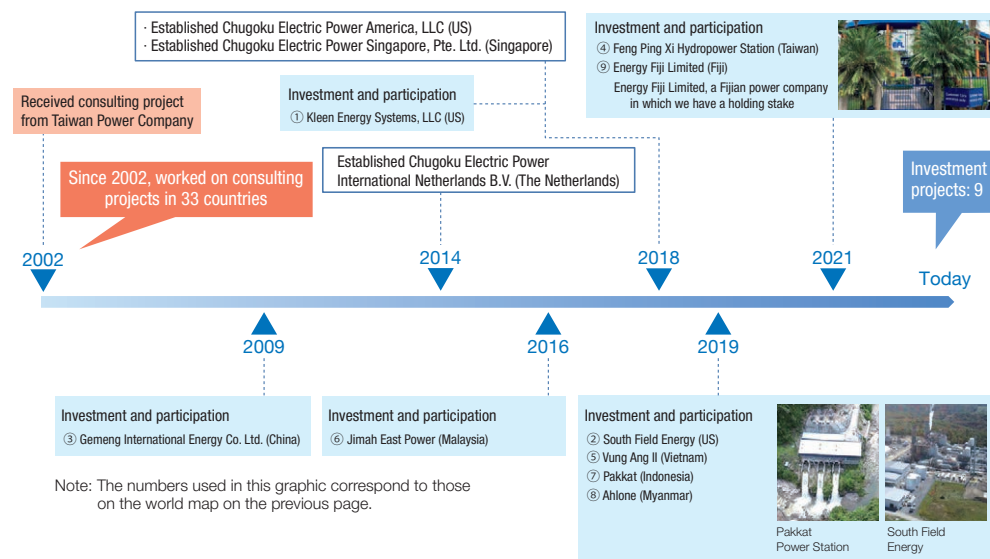 · Established Chugoku Electric Power America, LLC (US)
· Established Chugoku Electric Power Singapore, Pte. Ltd. (Singapore)
Investment and participation
④ Feng Ping Xi Hydropower Station (Taiwan)
⑨ Energy Fiji Limited (Fiji)
Energy Fiji Limited, a Fijian power company
in which we have a holding stake
Received consulting project
from Taiwan Power Company
Investment and participation
① Kleen Energy Systems, LLC (US)
Since 2002, worked on consulting
projects in 33 countries
Established Chugoku Electric Power
International Netherlands B.V. (The Netherlands)
Investment
projects: 9
2002
2014
2018
2021
Today
2009
2016
2019
Investment and participation
③ Gemeng International Energy Co. Ltd. (China)
Investment and participation
⑥ Jimah East Power (Malaysia)
Investment and participation
② South Field Energy (US)
⑤ Vung Ang II (Vietnam)
⑦ Pakkat (Indonesia)
⑧ Ahlone (Myanmar)
Pakkat
Power Station
South Field
Energy
Note: The numbers used in this graphic correspond to those
on the world map on the previous page.